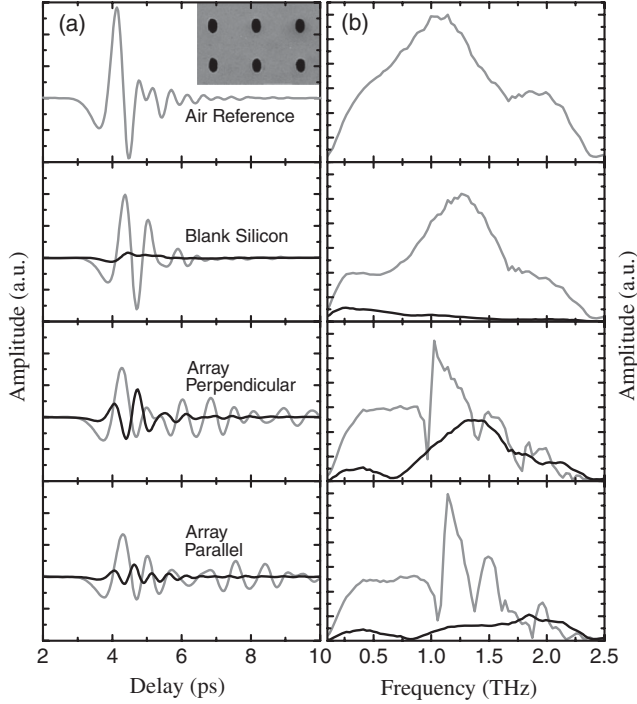 (a)
(b)
Air Reference
Blank Silicon
Array
Perpendicular
Array
Parallel
Amplitude (a.u.)
Amplitude (a.u.)
2 4 6 8 10
0.5 1.0 1.5 2.0 2.5
Delay (ps)
Frequency (THz)